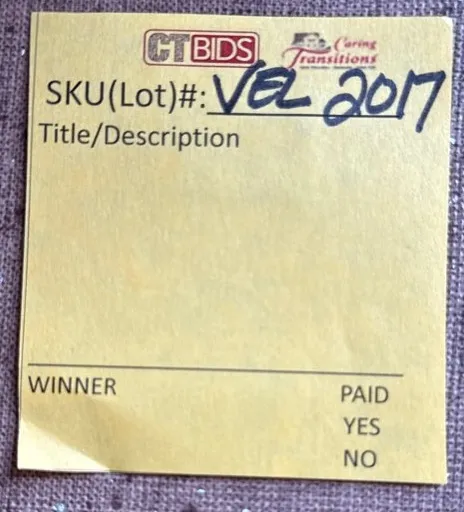 CTBIDS
Caring
Transitions
SKU(Lot)#: VEL 2017
Title/Description
WINNER
PAID
YES
NO